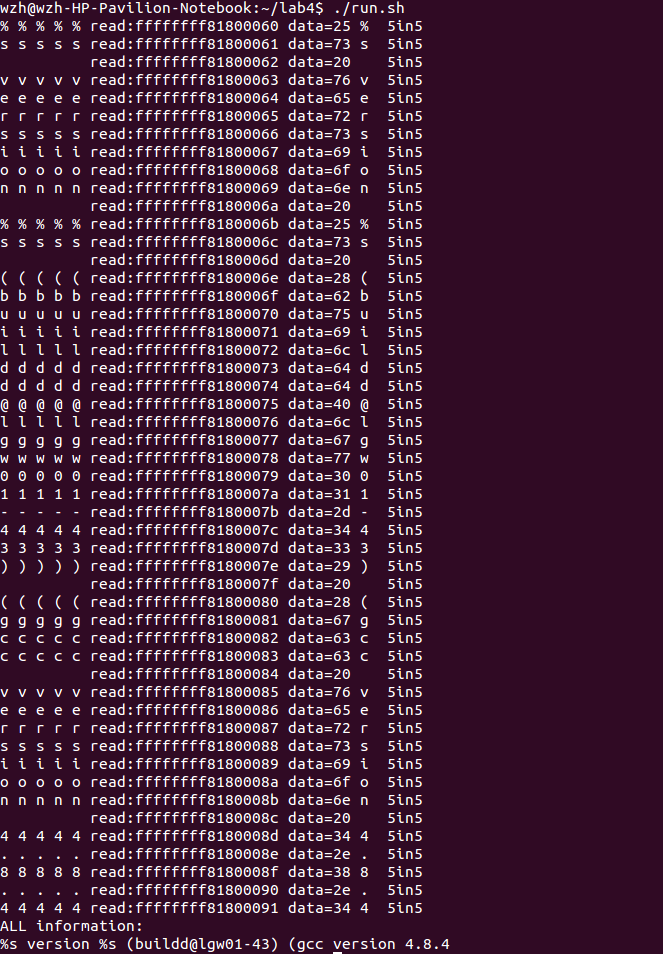 wzh@wzh-HP-Pavilion-Notebook:~/lab4$ ./run.sh
% % % % % read:ffffffff81800060 data=25 %  5in5
s s s s s read:ffffffff81800061 data=73 s  5in5
          read:ffffffff81800062 data=20    5in5
v v v v v read:ffffffff81800063 data=76 v  5in5
e e e e e read:ffffffff81800064 data=65 e  5in5
r r r r r read:ffffffff81800065 data=72 r  5in5
s s s s s read:ffffffff81800066 data=73 s  5in5
i i i i i read:ffffffff81800067 data=69 i  5in5
o o o o o read:ffffffff81800068 data=6f o  5in5
n n n n n read:ffffffff81800069 data=6e n  5in5
          read:ffffffff8180006a data=20    5in5
% % % % % read:ffffffff8180006b data=25 %  5in5
s s s s s read:ffffffff8180006c data=73 s  5in5
          read:ffffffff8180006d data=20    5in5
( ( ( ( ( read:ffffffff8180006e data=28 (  5in5
b b b b b read:ffffffff8180006f data=62 b  5in5
u u u u u read:ffffffff81800070 data=75 u  5in5
i i i i i read:ffffffff81800071 data=69 i  5in5
l l l l l read:ffffffff81800072 data=6c l  5in5
d d d d d read:ffffffff81800073 data=64 d  5in5
d d d d d read:ffffffff81800074 data=64 d  5in5
@ @ @ @ @ read:ffffffff81800075 data=40 @  5in5
l l l l l read:ffffffff81800076 data=6c l  5in5
g g g g g read:ffffffff81800077 data=67 g  5in5
w w w w w read:ffffffff81800078 data=77 w  5in5
0 0 0 0 0 read:ffffffff81800079 data=30 0  5in5
1 1 1 1 1 read:ffffffff8180007a data=31 1  5in5
- - - - - read:ffffffff8180007b data=2d -  5in5
4 4 4 4 4 read:ffffffff8180007c data=34 4  5in5
3 3 3 3 3 read:ffffffff8180007d data=33 3  5in5
) ) ) ) ) read:ffffffff8180007e data=29 )  5in5
          read:ffffffff8180007f data=20    5in5
( ( ( ( ( read:ffffffff81800080 data=28 (  5in5
g g g g g read:ffffffff81800081 data=67 g  5in5
c c c c c read:ffffffff81800082 data=63 c  5in5
c c c c c read:ffffffff81800083 data=63 c  5in5
          read:ffffffff81800084 data=20    5in5
v v v v v read:ffffffff81800085 data=76 v  5in5
e e e e e read:ffffffff81800086 data=65 e  5in5
r r r r r read:ffffffff81800087 data=72 r  5in5
s s s s s read:ffffffff81800088 data=73 s  5in5
i i i i i read:ffffffff81800089 data=69 i  5in5
o o o o o read:ffffffff8180008a data=6f o  5in5
n n n n n read:ffffffff8180008b data=6e n  5in5
          read:ffffffff8180008c data=20    5in5
4 4 4 4 4 read:ffffffff8180008d data=34 4  5in5
. . . . . read:ffffffff8180008e data=2e .  5in5
8 8 8 8 8 read:ffffffff8180008f data=38 8  5in5
. . . . . read:ffffffff81800090 data=2e .  5in5
4 4 4 4 4 read:ffffffff81800091 data=34 4  5in5
ALL information:
%s version %s (buildd@lgw01-43) (gcc version 4.8.4